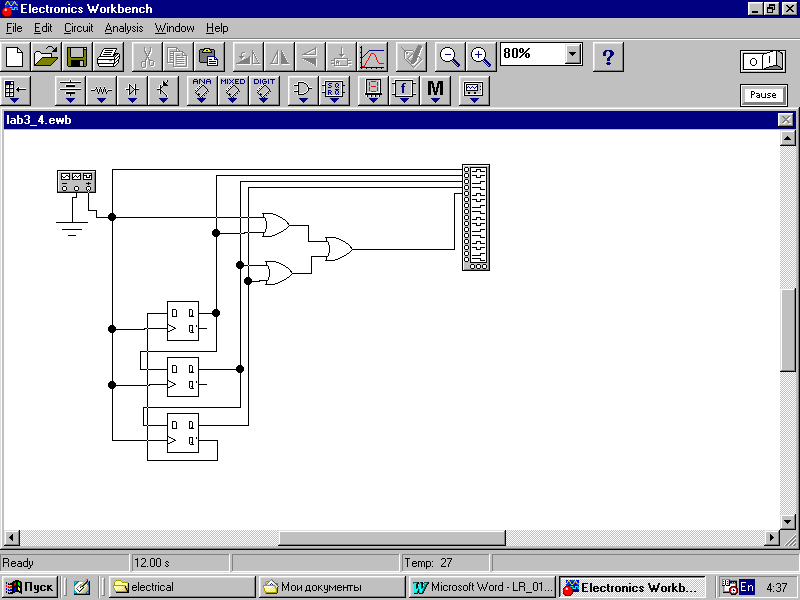 Electronics Workbench
File Edit Circuit Analysis Window Help
80%
?
O I
ANA MIXED DIGIT
f M
Pause
lab3_4.ewb
D Q
Q'
D Q
Q'
D Q
Q'
Ready 12.00 s Temp: 27
Пуск electrical Мои документы Microsoft Word - LR_01... Electronics Workb... En 4:37